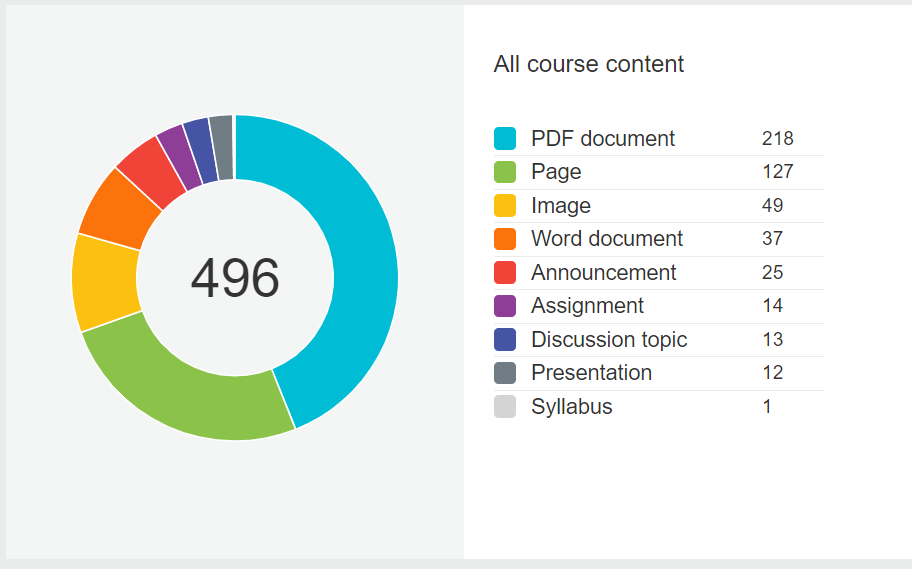 496
All course content
PDF document 218
Page 127
Image 49
Word document 37
Announcement 25
Assignment 14
Discussion topic 13
Presentation 12
Syllabus 1